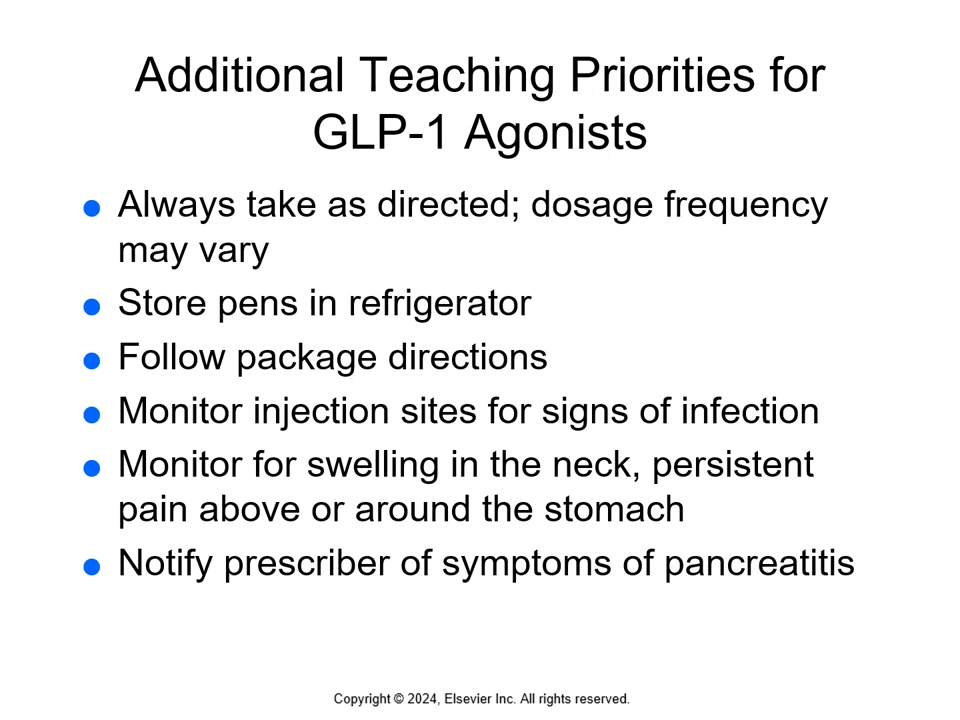 Additional Teaching Priorities for
GLP-1 Agonists
● Always take as directed; dosage frequency
may vary
● Store pens in refrigerator
● Follow package directions
● Monitor injection sites for signs of infection
● Monitor for swelling in the neck, persistent
pain above or around the stomach
● Notify prescriber of symptoms of pancreatitis
Copyright © 2024, Elsevier Inc. All rights reserved.